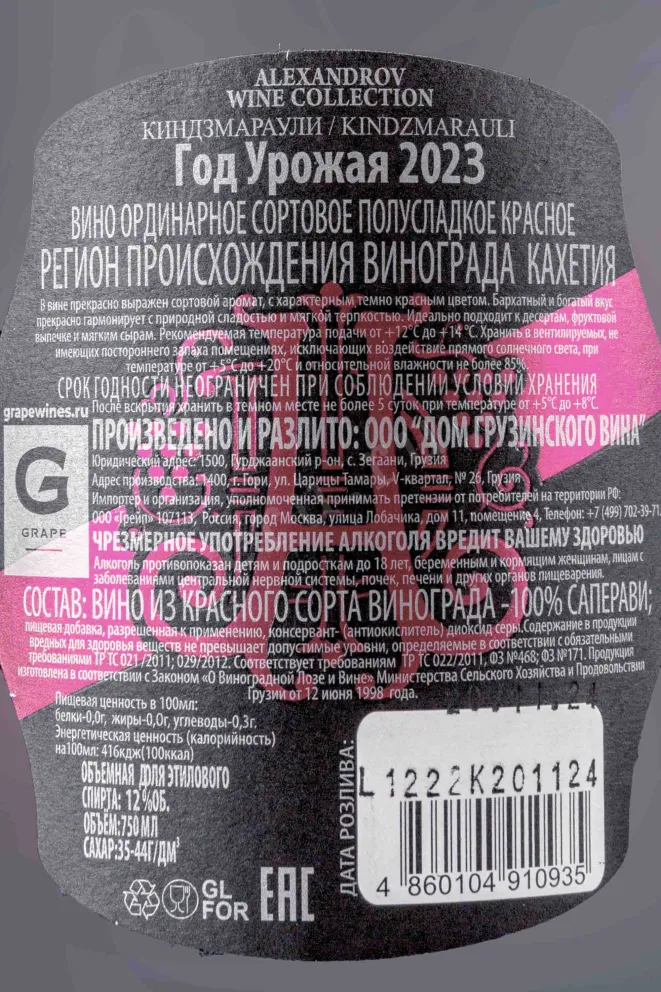 ALEXANDROV
WINE COLLECTION
КИНДЗМАРАУЛИ / KINDZMARAULI
Год Урожая 2023
ВИНО ОРДИНАРНОЕ СОРТОВОЕ ПОЛУСЛАДКОЕ КРАСНОЕ
РЕГИОН ПРОИСХОЖДЕНИЯ ВИНОГРАДА КАХЕТИЯ
В вине прекрасно выражен сортовой аромат, с характерным темно красным цветом. Бархатный и богатый вкус
прекрасно гармонирует с природной сладостью и мягкой терпкостью. Идеально подходит к десертам, фруктовой
выпечке и мягким сырам. Рекомендуемая температура подачи от +12°С до +14 °С. Хранить в вентилируемых, не
имеющих постороннего запаха помещениях, исключающих воздействие прямого солнечного света, при
температуре от +5°С до +20°С и относительной влажности не более 85%.
СРОК ГОДНОСТИ НЕОГРАНИЧЕН ПРИ СОБЛЮДЕНИИ УСЛОВИЙ ХРАНЕНИЯ
После вскрытия хранить в темном месте не более 5 суток при температуре от +5°С до +8°С.
grapewines.ru
G
GRAPE
ПРОИЗВЕДЕНО И РАЗЛИТО: ООО "ДОМ ГРУЗИНСКОГО ВИНА"
Юридический адрес: 1500, Гурджаанский р-он, с. Зегаани, Грузия
Адрес производства: 1400, г. Гори, ул. Царицы Тамары, V-квартал, № 26, Грузия
Импортер и организация, уполномоченная принимать претензии от потребителей на территории РФ:
ООО «Грейп» 107113, Россия, город Москва, улица Лобачика, дом 11, помещение 4, Телефон: +7 (499) 702-39-71.
ЧРЕЗМЕРНОЕ УПОТРЕБЛЕНИЕ АЛКОГОЛЯ ВРЕДИТ ВАШЕМУ ЗДОРОВЬЮ
Алкоголь противопоказан детям и подросткам до 18 лет, беременным и кормящим женщинам, лицам с
заболеваниями центральной нервной системы, почек, печени и других органов пищеварения.
СОСТАВ: ВИНО ИЗ КРАСНОГО СОРТА ВИНОГРАДА - 100% САПЕРАВИ;
пищевая добавка, разрешенная к применению, консервант- (антиокислитель) диоксид серы.Содержание в продукции
вредных для здоровья веществ не превышает допустимые уровни, определяемые в соответствии с обязательными
требованиями ТР ТС 021 /2011; 029/2012. Соответствует требованиям ТР ТС 022/2011, ФЗ №468; ФЗ №171. Продукция
изготовлена в соответствии с Законом «О Виноградной Лозе и Вине» Министерства Сельского Хозяйства и Продовольствия
Грузии от 12 июня 1998 года.
Пищевая ценность в 100мл:
белки-0,0г, жиры-0,0г, углеводы-0,3г.
Энергетическая ценность (калорийность)
на100мл: 416кдж(100ккал)
ОБЪЕМНАЯ ДОЛЯ ЭТИЛОВОГО
СПИРТА: 12 %ОБ.
ОБЪЕМ:750 МЛ
САХАР:35-44Г/ДМ³
GL
FOR
EAC
ДАТА РОЗЛИВА:
20.11.24
L1222K201124
4 860104 910935